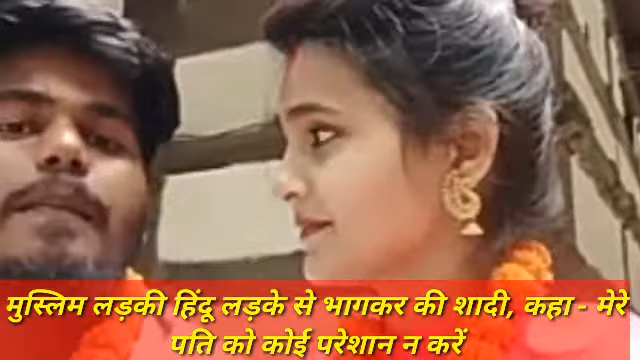 मुस्लिम लड़की हिंदू लड़के से भागकर की शादी, कहा - मेरे
पति को कोई परेशान न करें